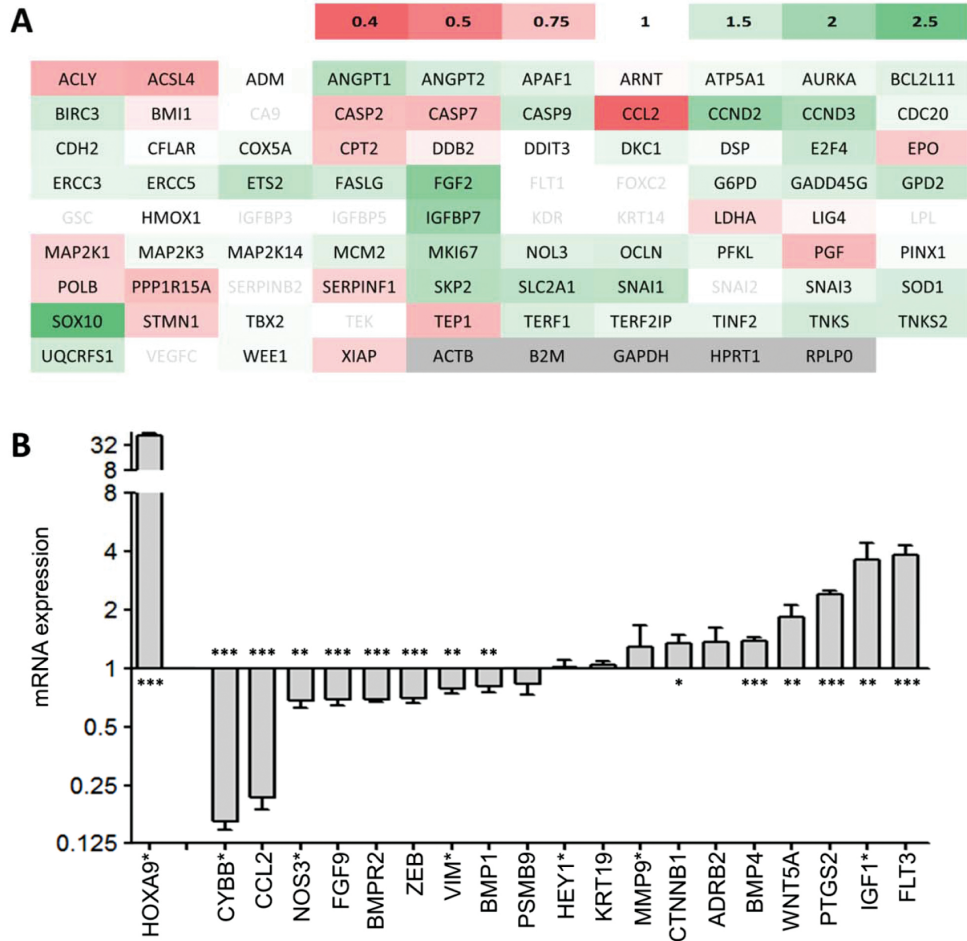 A
0.4 0.5 0.75 1 1.5 2 2.5
ACLY ACSL4 ADM ANGPT1 ANGPT2 APAF1 ARNT ATP5A1 AURKA BCL2L11
BIRC3 BMI1 CA9 CASP2 CASP7 CASP9 CCL2 CCND2 CCND3 CDC20
CDH2 CFLAR COX5A CPT2 DDB2 DDIT3 DKC1 DSP E2F4 EPO
ERCC3 ERCC5 ETS2 FASLG FGF2 FLT1 FOXC2 G6PD GADD45G GPD2
GSC HMOX1 IGFBP3 IGFBP5 IGFBP7 KDR KRT14 LDHA LIG4 LPL
MAP2K1 MAP2K3 MAP2K14 MCM2 MKI67 NOL3 OCLN PFKL PGF PINX1
POLB PPP1R15A SERPINB2 SERPINF1 SKP2 SLC2A1 SNAI1 SNAI2 SNAI3 SOD1
SOX10 STMN1 TBX2 TEK TEP1 TERF1 TERF2IP TINF2 TNKS TNKS2
UQCRFS1 VEGFC WEE1 XIAP ACTB B2M GAPDH HPRT1 RPLP0
B
mRNA expression
32
8
8
4
2
1
0.5
0.25
0.125
*** *** ** *** *** *** ** **
*** * *** ** *** ** ***
HOXA9* CYBB* CCL2 NOS3* FGF9 BMPR2 ZEB VIM* BMP1 PSMB9 HEY1* KRT19 MMP9* CTNNB1 ADRB2 BMP4 WNT5A PTGS2 IGF1* FLT3